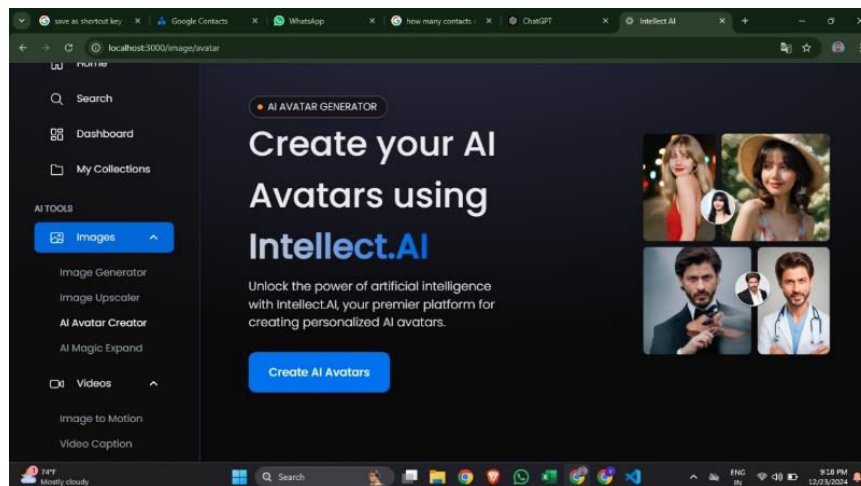 save as shortcut key
Google Contacts
WhatsApp
how many contacts
ChatGPT
Intellect AI
localhost:3000/image/avatar
Home
Search
Dashboard
My Collections
AI TOOLS
Images
Image Generator
Image Upscaler
AI Avatar Creator
AI Magic Expand
Videos
Image to Motion
Video Caption
AI AVATAR GENERATOR
Create your AI
Avatars using
Intellect.AI
Unlock the power of artificial intelligence
with Intellect.AI, your premier platform for
creating personalized AI avatars.
Create AI Avatars
1
74°F
Mostly cloudy
Search
ENG
IN
9:18 PM
12/23/2024